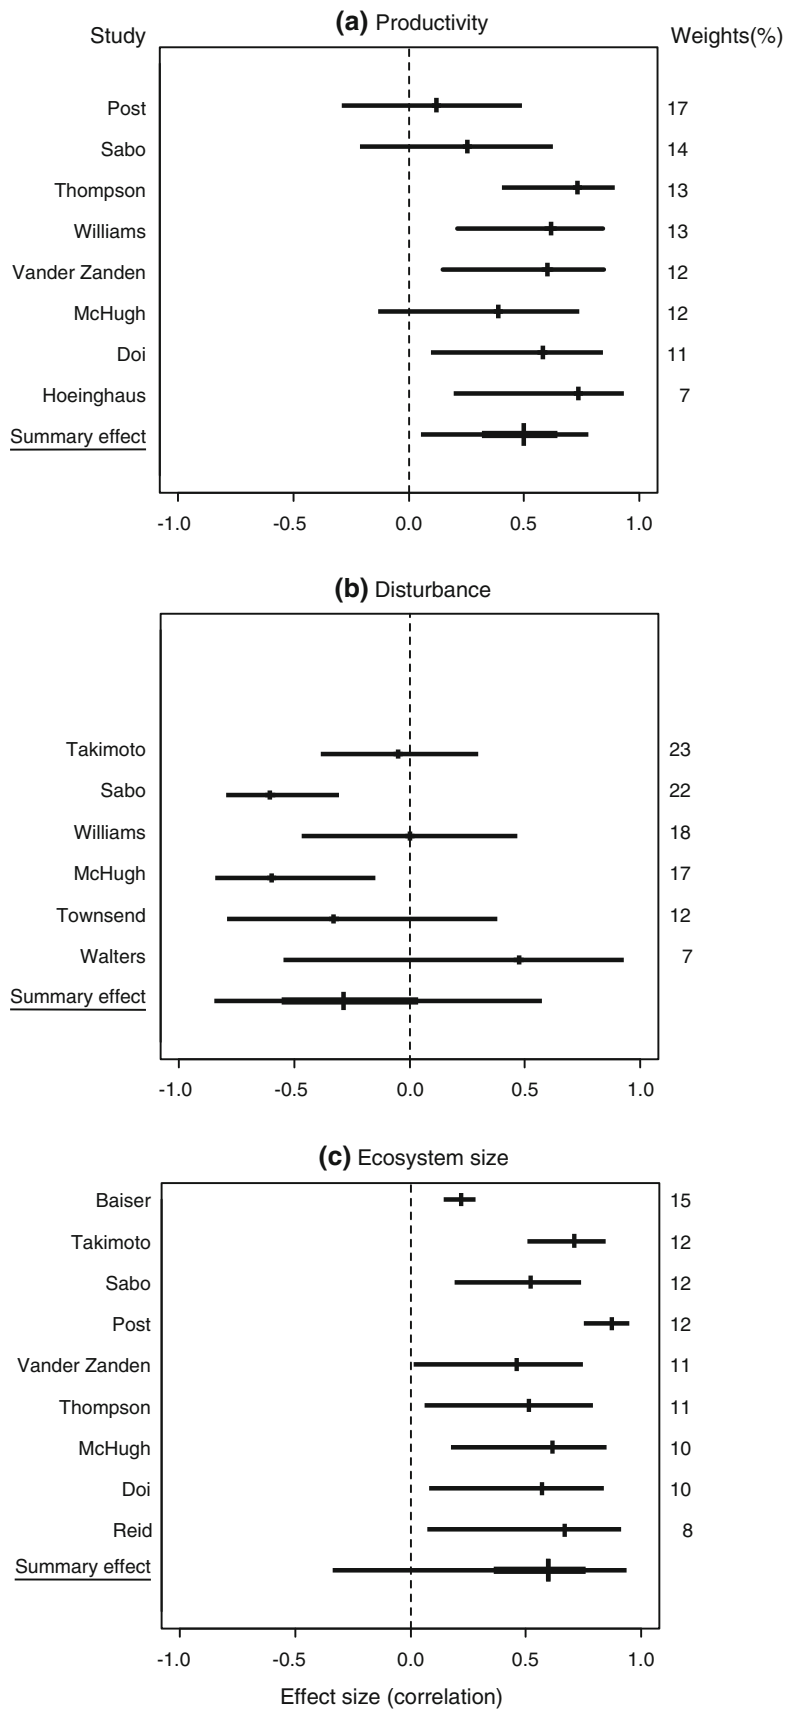 (a) Productivity
Study Weights(%)
Post 17
Sabo 14
Thompson 13
Williams 13
Vander Zanden 12
McHugh 12
Doi 11
Hoeinghaus 7
Summary effect
-1.0 -0.5 0.0 0.5 1.0
(b) Disturbance
Takimoto 23
Sabo 22
Williams 18
McHugh 17
Townsend 12
Walters 7
Summary effect
-1.0 -0.5 0.0 0.5 1.0
(c) Ecosystem size
Baiser 15
Takimoto 12
Sabo 12
Post 12
Vander Zanden 11
Thompson 11
McHugh 10
Doi 10
Reid 8
Summary effect
-1.0 -0.5 0.0 0.5 1.0
Effect size (correlation)